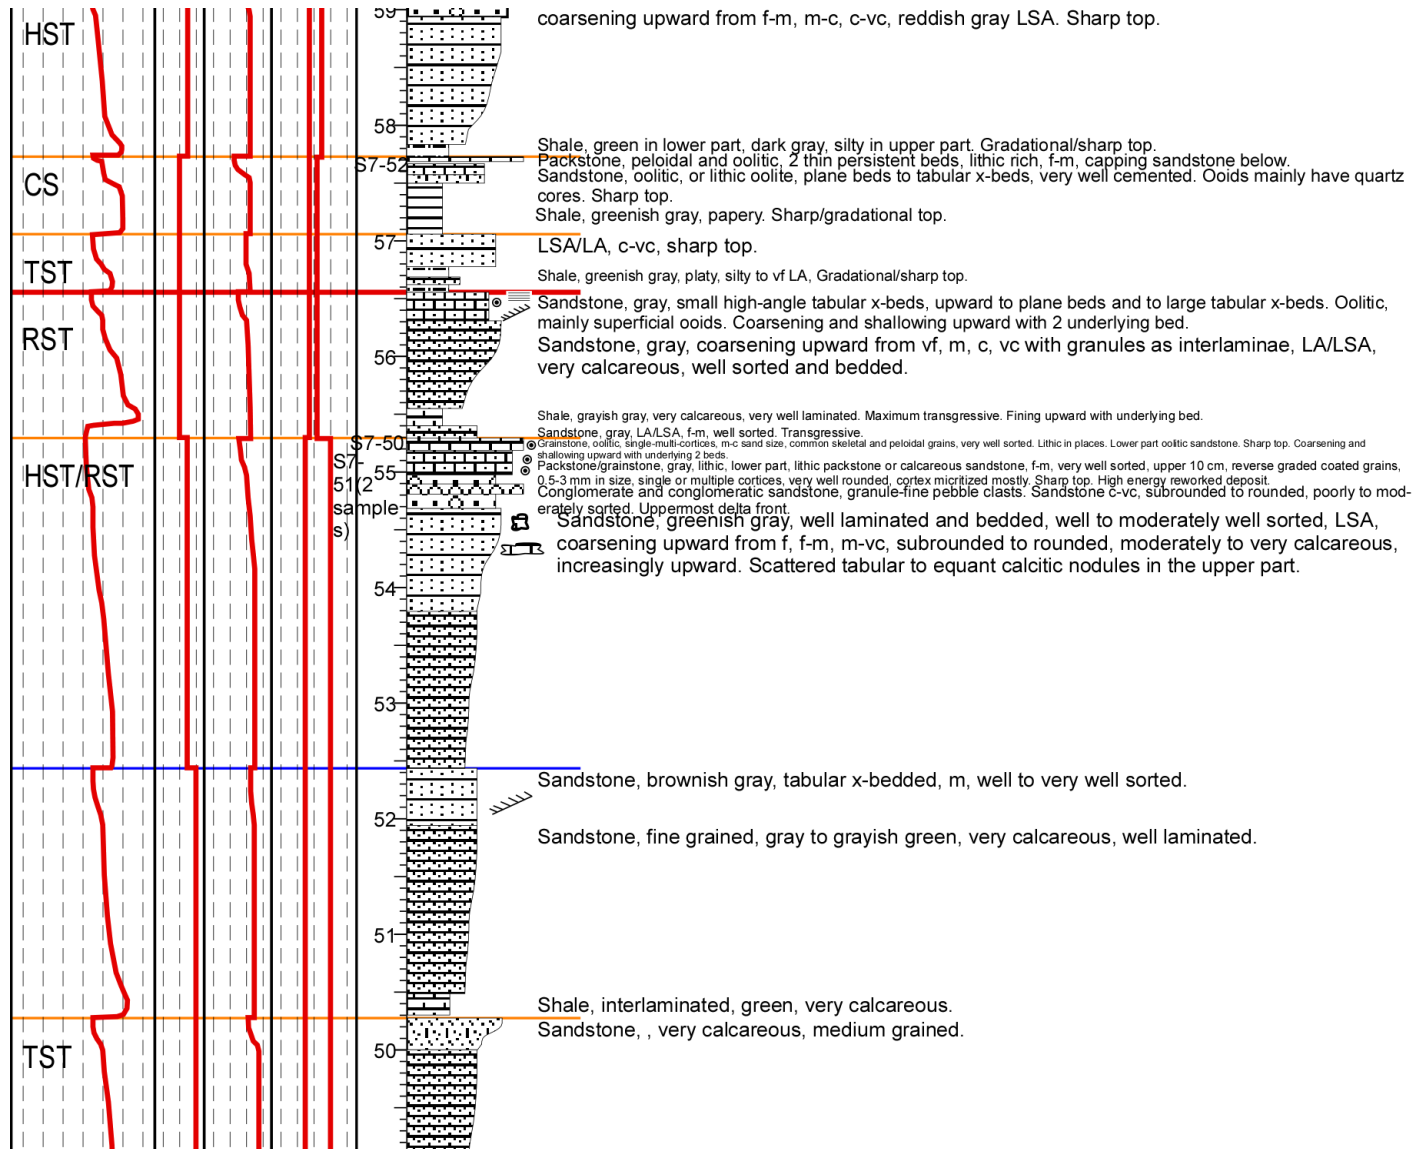 59
coarsening upward from f-m, m-c, c-vc, reddish gray LSA. Sharp top.
HST
58
Shale, green in lower part, dark gray, silty in upper part. Gradational/sharp top.
S7-52
Packstone, peloidal and oolitic, 2 thin persistent beds, lithic rich, f-m, capping sandstone below.
Sandstone, oolitic, or lithic oolite, plane beds to tabular x-beds, very well cemented. Ooids mainly have quartz
cores. Sharp top.
CS
Shale, greenish gray, papery. Sharp/gradational top.
57
LSA/LA, c-vc, sharp top.
TST
Shale, greenish gray, platy, silty to vf LA, Gradational/sharp top.
Sandstone, gray, small high-angle tabular x-beds, upward to plane beds and to large tabular x-beds. Oolitic,
mainly superficial ooids. Coarsening and shallowing upward with 2 underlying bed.
RST
Sandstone, gray, coarsening upward from vf, m, c, vc with granules as interlaminae, LA/LSA,
very calcareous, well sorted and bedded.
56
Shale, grayish gray, very calcareous, very well laminated. Maximum transgressive. Fining upward with underlying bed.
Sandstone, gray, LA/LSA, f-m, well sorted. Transgressive.
S7-50
Grainstone, oolitic, single-multi-cortices, m-c sand size, common skeletal and peloidal grains, very well sorted. Lithic in places. Lower part oolitic sandstone. Sharp top. Coarsening and
shallowing upward with underlying 2 beds.
S7-
51(2
sample
s)
55
HST/RST
Packstone/grainstone, gray, lithic, lower part, lithic packstone or calcareous sandstone, f-m, very well sorted, upper 10 cm, reverse graded coated grains,
0.5-3 mm in size, single or multiple cortices, very well rounded, cortex micritized mostly. Sharp top. High energy reworked deposit.
Conglomerate and conglomeratic sandstone, granule-fine pebble clasts. Sandstone c-vc, subrounded to rounded, poorly to mod-
erately sorted. Uppermost delta front.
Sandstone, greenish gray, well laminated and bedded, well to moderately well sorted, LSA,
coarsening upward from f, f-m, m-vc, subrounded to rounded, moderately to very calcareous,
increasingly upward. Scattered tabular to equant calcitic nodules in the upper part.
54
53
Sandstone, brownish gray, tabular x-bedded, m, well to very well sorted.
52
Sandstone, fine grained, gray to grayish green, very calcareous, well laminated.
51
Shale, interlaminated, green, very calcareous.
Sandstone, , very calcareous, medium grained.
50
TST